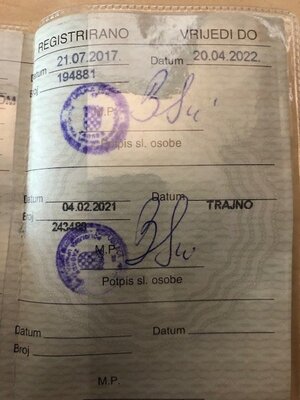 REGISTRIRANO VRIJEDI DO
Datum 21.07.2017. Datum 20.04.2022.
Broj 194881
M.P.
Potpis sl. osobe
Datum 04.02.2021 Datum TRAJNO
Broj 243488
M.P.
Potpis sl. osobe
Datum Datum
Broj
M.P.